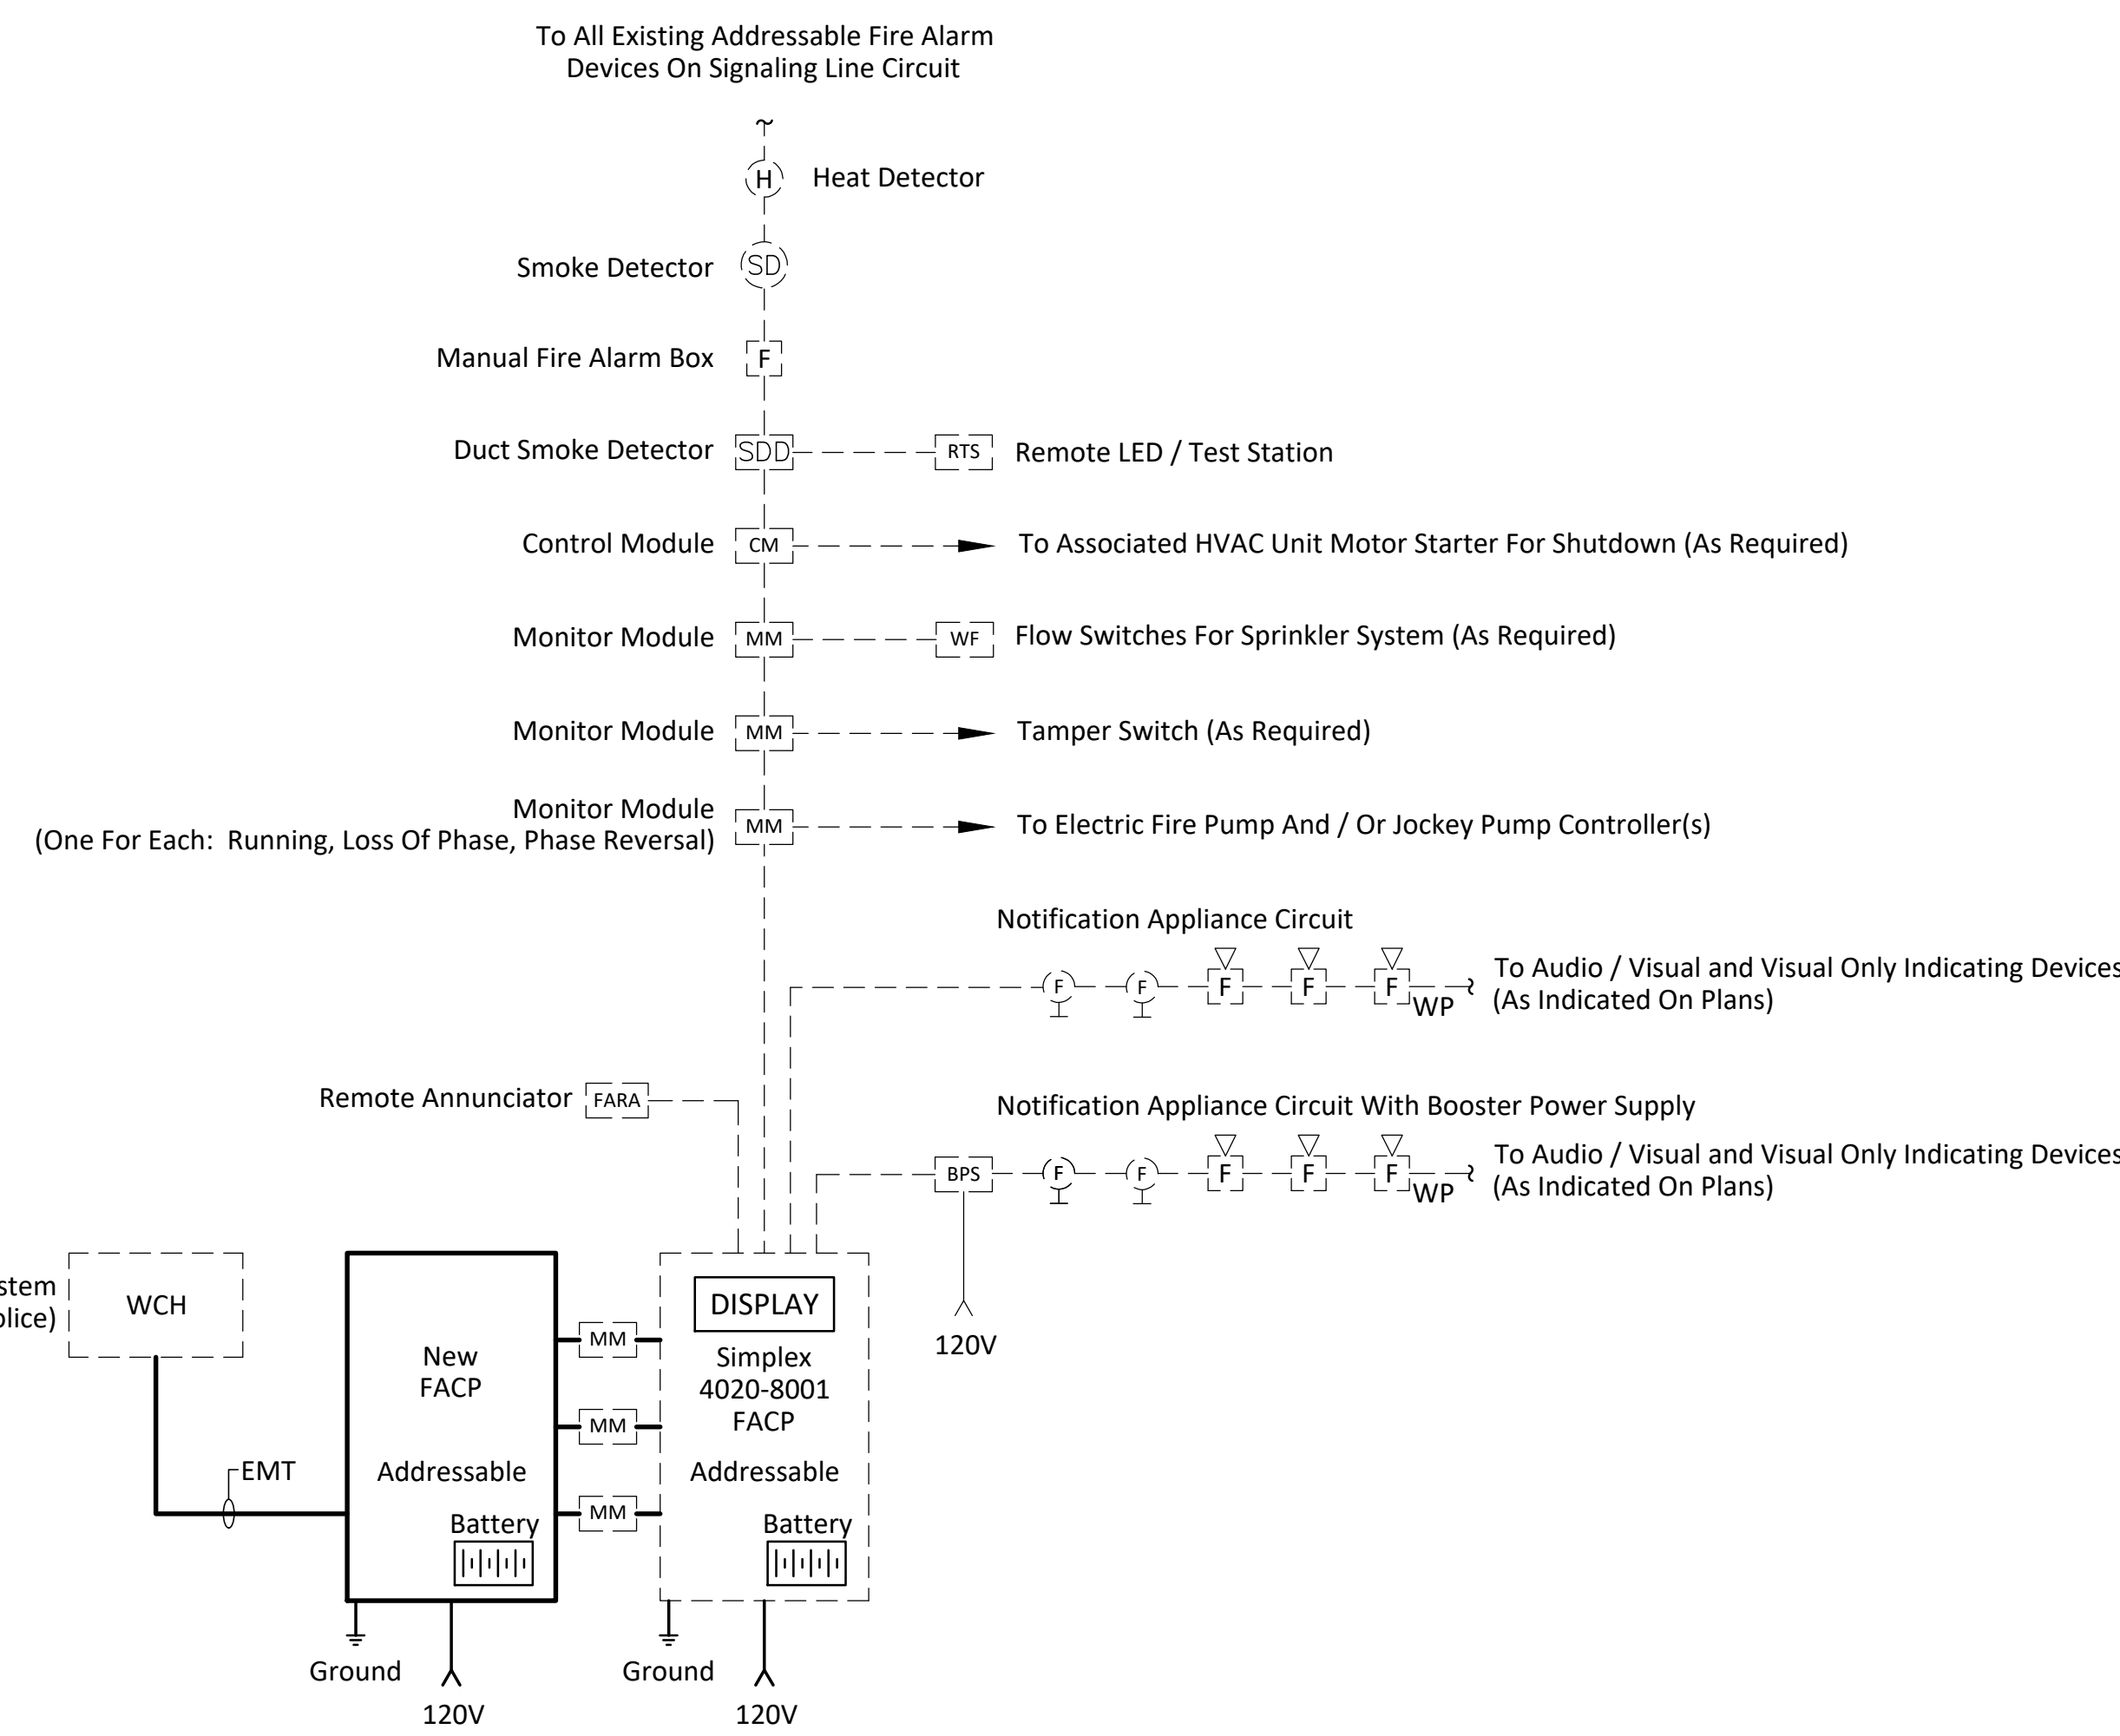 To All Existing Addressable Fire Alarm
Devices On Signaling Line Circuit
H
Heat Detector
Smoke Detector
SD
Manual Fire Alarm Box
F
Duct Smoke Detector
SDD
RTS
Remote LED / Test Station
Control Module
CM
To Associated HVAC Unit Motor Starter For Shutdown (As Required)
Monitor Module
MM
WF
Flow Switches For Sprinkler System (As Required)
Monitor Module
MM
Tamper Switch (As Required)
Monitor Module
(One For Each: Running, Loss Of Phase, Phase Reversal)
MM
To Electric Fire Pump And / Or Jockey Pump Controller(s)
Notification Appliance Circuit
F
F
F
F
F
WP
To Audio / Visual and Visual Only Indicating Devices
(As Indicated On Plans)
Remote Annunciator
FARA
Notification Appliance Circuit With Booster Power Supply
BPS
F
F
F
F
F
WP
To Audio / Visual and Visual Only Indicating Devices
(As Indicated On Plans)
120V
WCH
EMT
New
FACP
Addressable
Battery
MM
MM
MM
DISPLAY
Simplex
4020-8001
FACP
Addressable
Battery
Ground
120V
Ground
120V